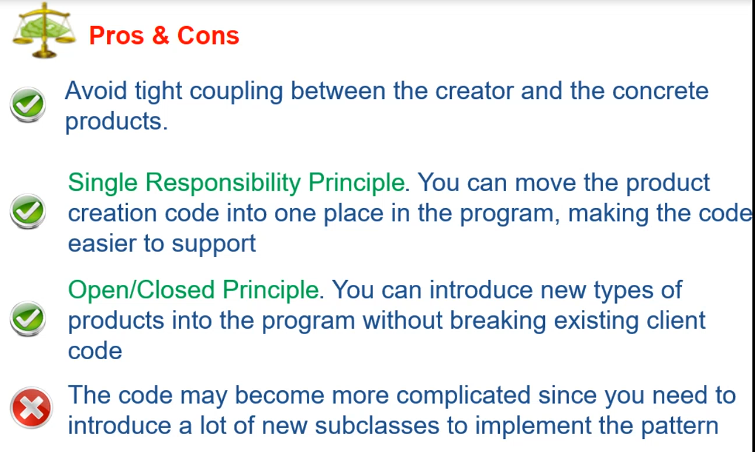 Pros & Cons
Avoid tight coupling between the creator and the concrete
products.
Single Responsibility Principle. You can move the product
creation code into one place in the program, making the code
easier to support
Open/Closed Principle. You can introduce new types of
products into the program without breaking existing client
code
The code may become more complicated since you need to
introduce a lot of new subclasses to implement the pattern